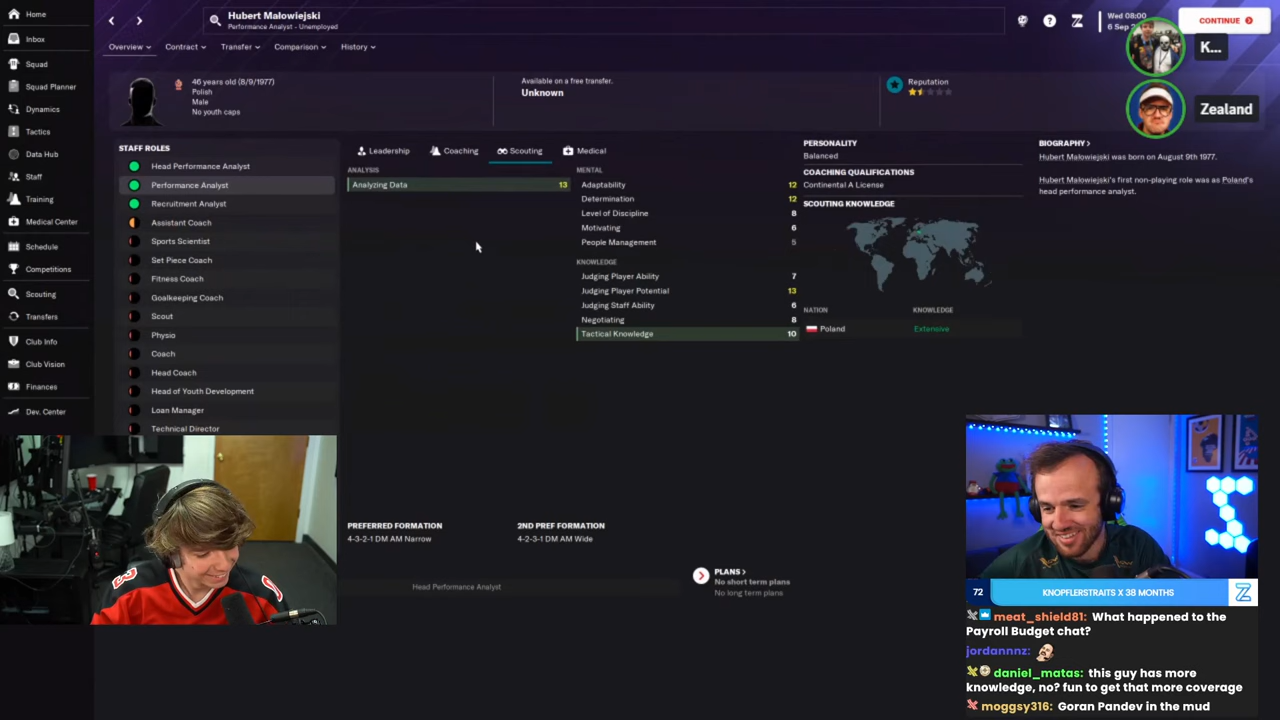 Home
Inbox
Squad
Squad Planner
Dynamics
Tactics
Data Hub
Staff
Training
Medical Center
Schedule
Competitions
Scouting
Transfers
Club Info
Club Vision
Finances
Dev. Center
Hubert Małowiejski
Performance Analyst - Unemployed
Wed 08:00
6 Sep
CONTINUE
K...
Zealand
Overview
Contract
Transfer
Comparison
History
46 years old (8/9/1977)
Polish
Male
No youth caps
Available on a free transfer.
Unknown
Reputation
STAFF ROLES
Head Performance Analyst
Performance Analyst
Recruitment Analyst
Assistant Coach
Sports Scientist
Set Piece Coach
Fitness Coach
Goalkeeping Coach
Scout
Physio
Coach
Head Coach
Head of Youth Development
Loan Manager
Technical Director
Leadership
Coaching
Scouting
Medical
ANALYSIS
Analyzing Data 13
MENTAL
Adaptability 12
Determination 12
Level of Discipline 8
Motivating 6
People Management 5
KNOWLEDGE
Judging Player Ability 7
Judging Player Potential 13
Judging Staff Ability 6
Negotiating 8
Tactical Knowledge 10
PERSONALITY
Balanced
COACHING QUALIFICATIONS
Continental A License
SCOUTING KNOWLEDGE
NATION KNOWLEDGE
Poland Extensive
BIOGRAPHY >
Hubert Małowiejski was born on August 9th 1977.
Hubert Małowiejski's first non-playing role was as Poland's
head performance analyst.
PREFERRED FORMATION
4-3-2-1 DM AM Narrow
2ND PREF FORMATION
4-2-3-1 DM AM Wide
Head Performance Analyst
PLANS >
No short term plans
No long term plans
72
KNOPFLERSTRAITS X 38 MONTHS
meat_shield81: What happened to the
Payroll Budget chat?
jordannnz:
daniel_matas: this guy has more
knowledge, no? fun to get that more coverage
moggsy316: Goran Pandev in the mud